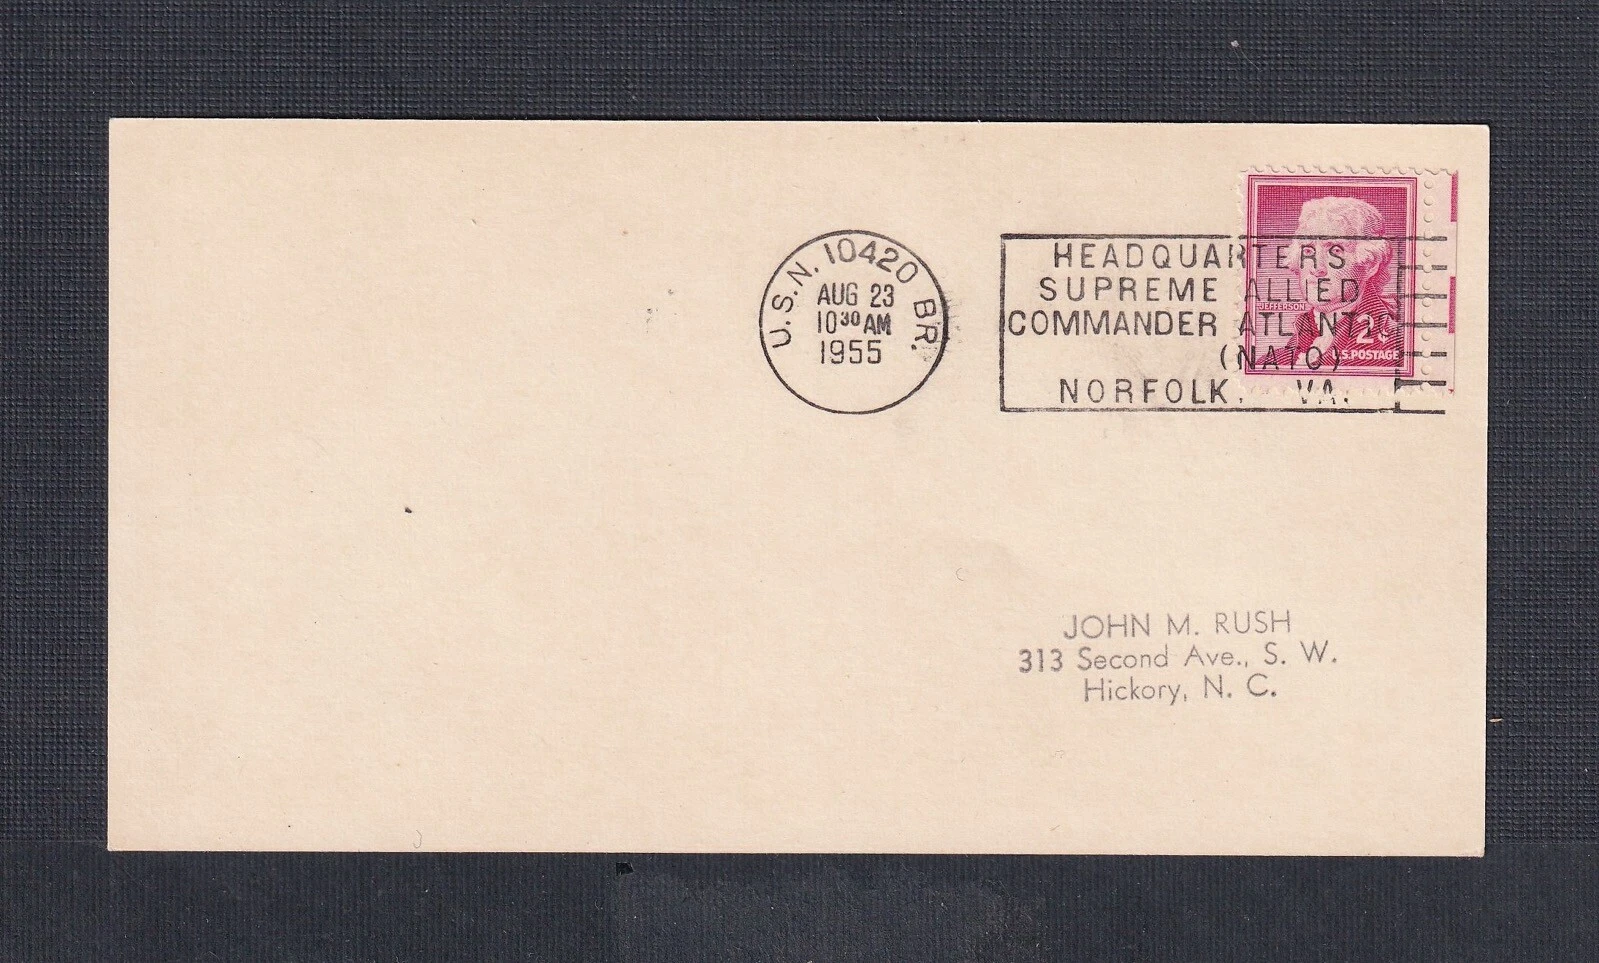 U.S.N. 10420 BR.
AUG 23
10 30 AM
1955
HEADQUARTERS
SUPREME ALLIED
COMMANDER ATLANTIC
(NATO)
NORFOLK, VA.
JEFFERSON
2¢
U.S. POSTAGE
JOHN M. RUSH
313 Second Ave., S. W.
Hickory, N. C.